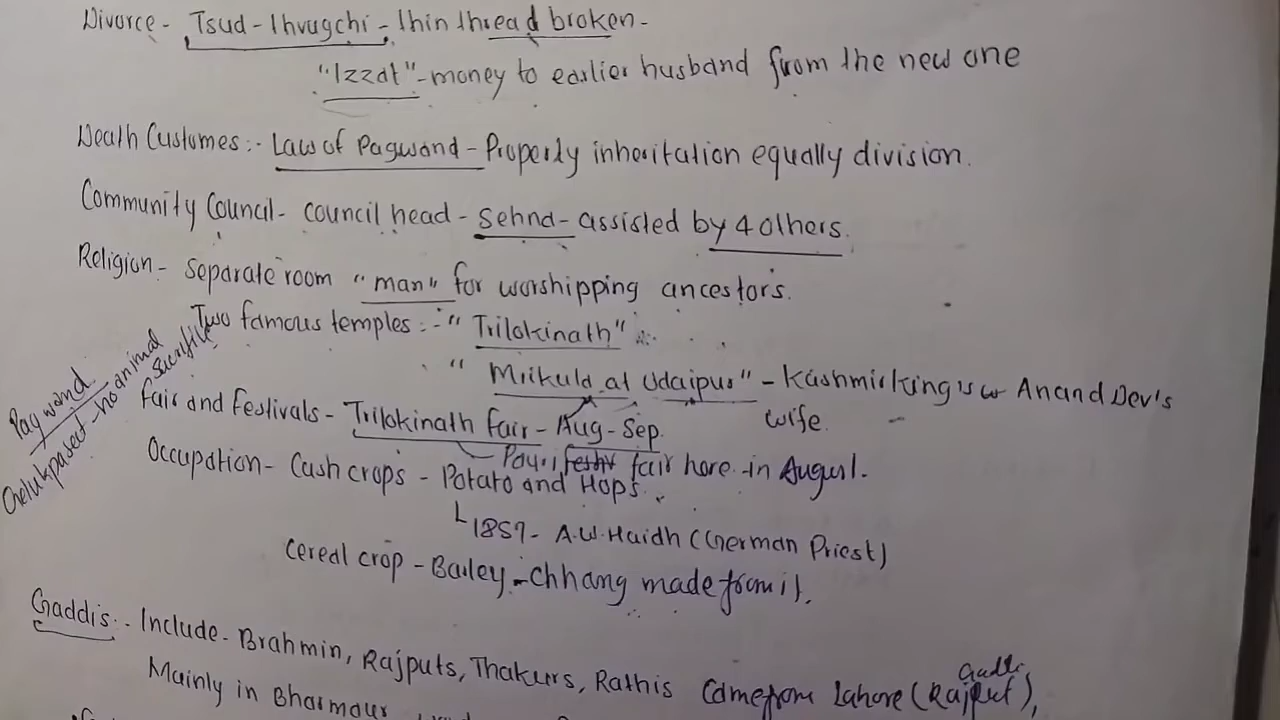 Divorce - Tsud-thragchi - thin thread broken -
"Izzat" - money to earlier husband from the new one
Death Customes :- Law of Pagwand - Property inheritation equally division.
Community Council - council head - Sehna - assisted by 4 others.
Religion - Separate room "man" for worshipping ancestors.
Two famous temples :- "Trilokinath"
"Mrikula at Udaipur" - Kashmir king's Anand Dev's
wife.
Pagwand
Gelukpa sect - no animal
sacrifice
Fair and Festivals - Trilokinath fair - Aug-Sep.
Pauri fair here in August.
Occupation - Cash crops - Potato and Hops.
1857 - A.W. Haidh (German Priest)
Cereal crop - Barley - Chhang made from it.
Gaddis :- Include - Brahmin, Rajputs, Thakurs, Rathis Came from Lahore (Rajput),
Mainly in Bharmour